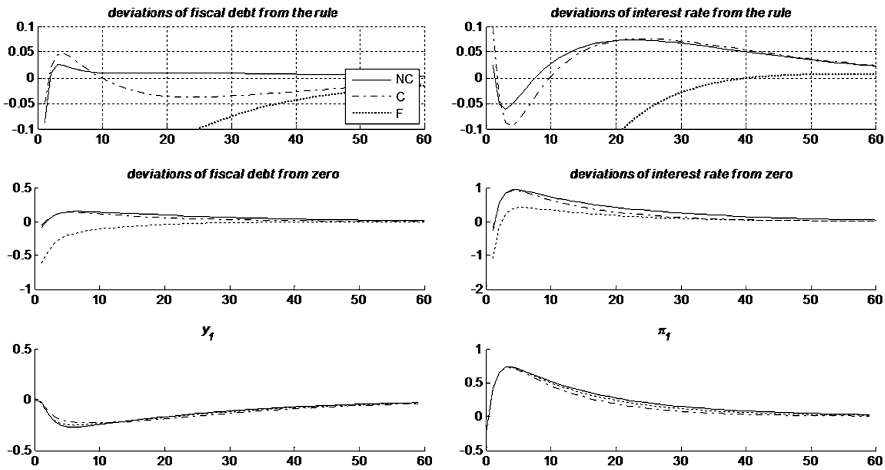 deviations of fiscal debt from the rule
0.1
0.05
0
-0.05
-0.1
0 10 20 30 40 50 60
NC
C
F
deviations of interest rate from the rule
0.1
0.05
0
-0.05
-0.1
0 10 20 30 40 50 60
deviations of fiscal debt from zero
0.5
0
-0.5
-1
0 10 20 30 40 50 60
deviations of interest rate from zero
1
0
-1
-2
0 10 20 30 40 50 60
y_f
0.5
0
-0.5
0 10 20 30 40 50 60
π_f
1
0.5
0
-0.5
0 10 20 30 40 50 60